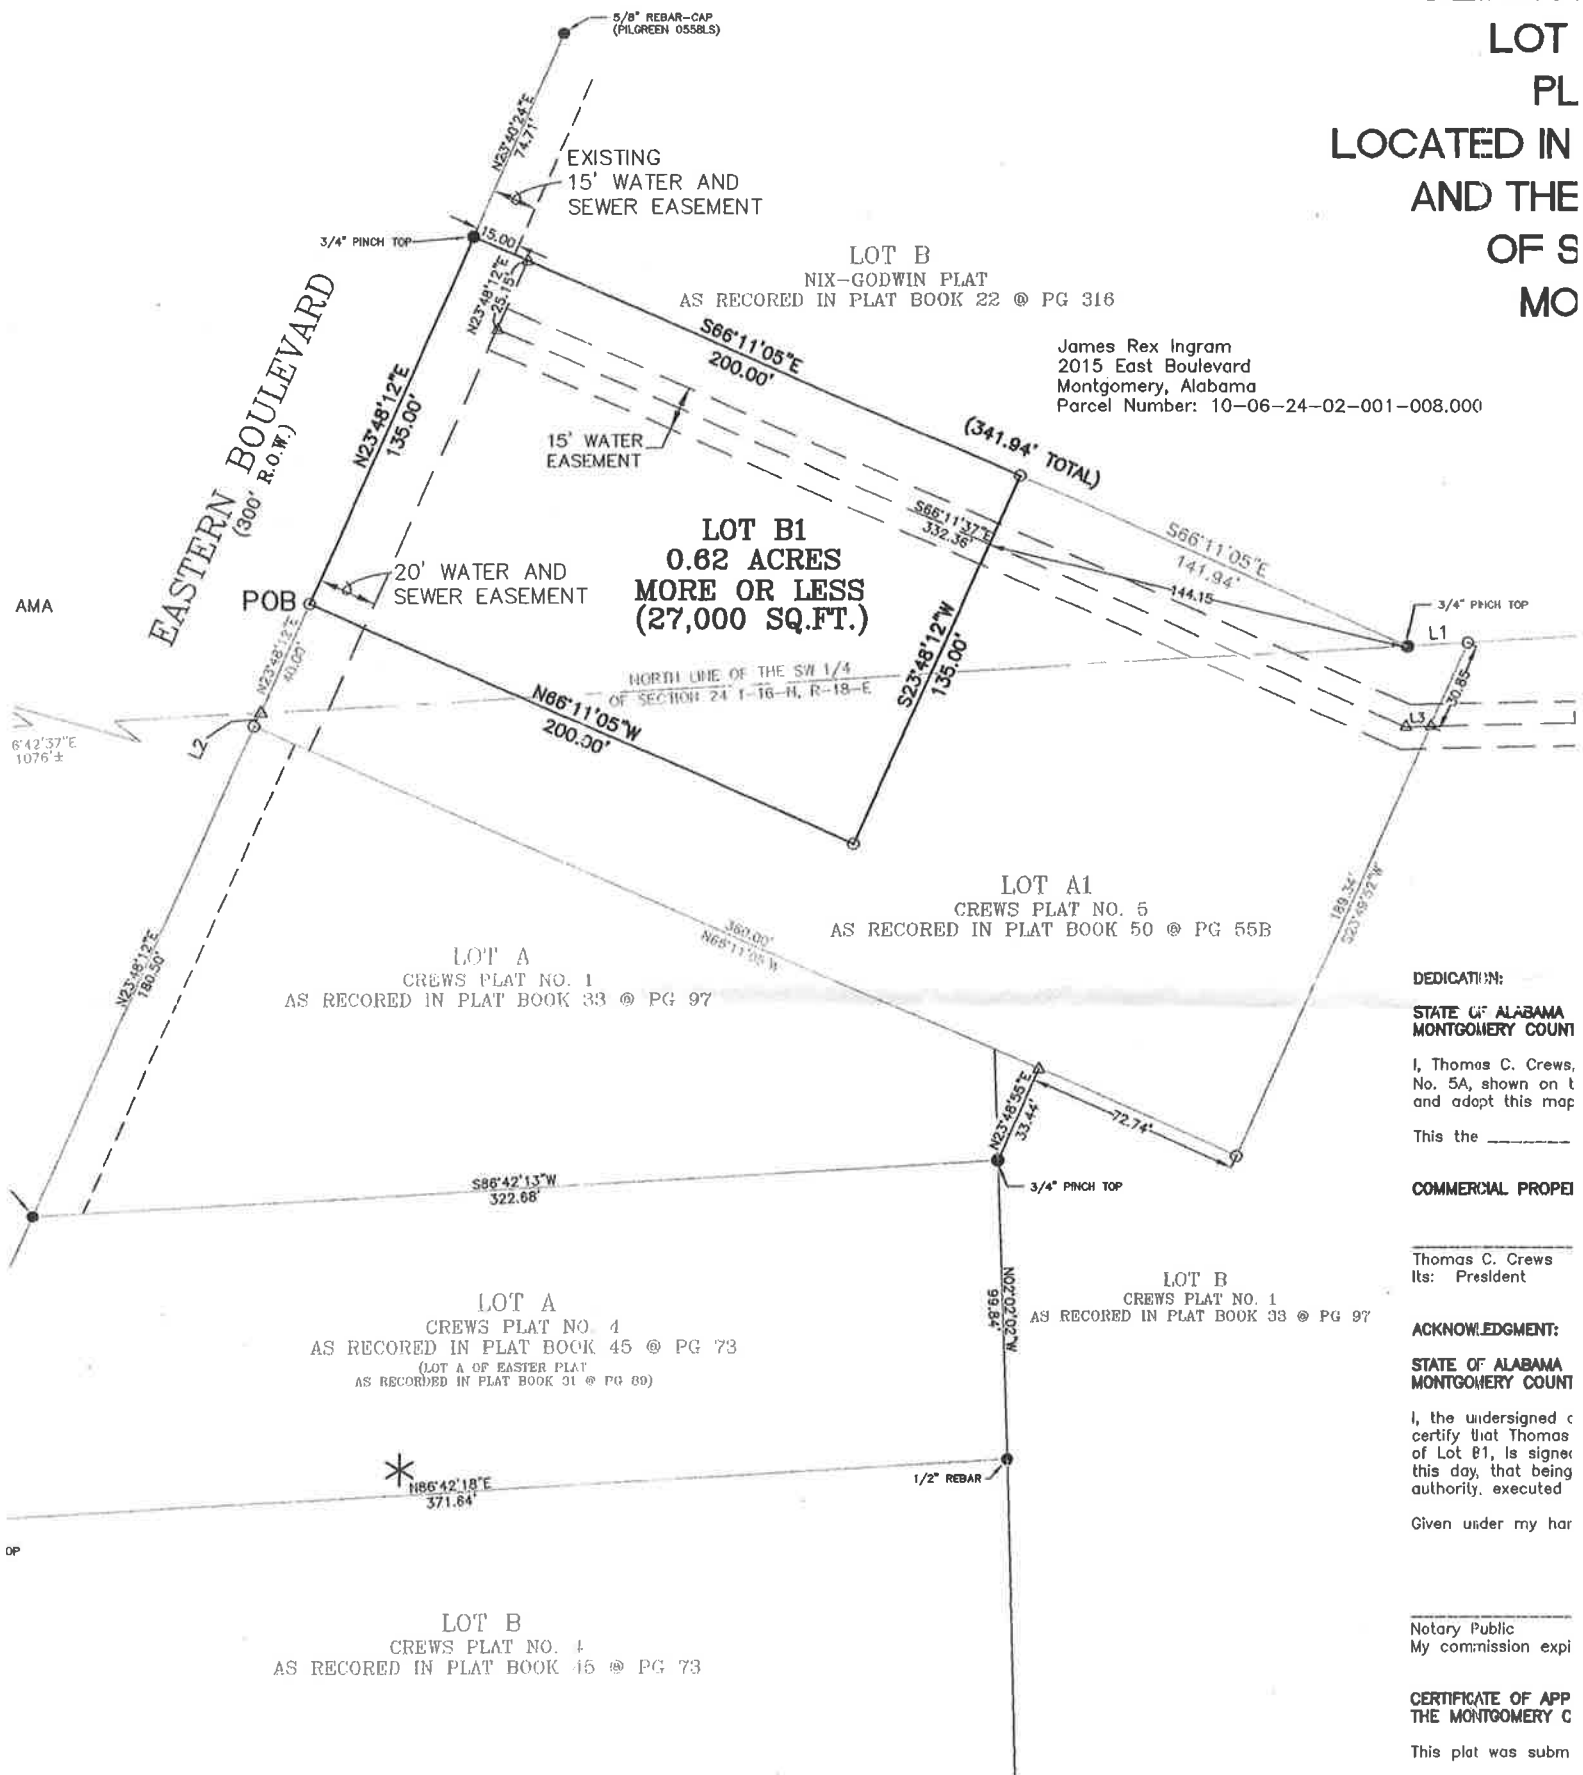 5/8" REBAR-CAP
(PILGREEN 0558LS)
LOT
PL
LOCATED IN
AND THE
OF S
MO
N23°40'24"E
74.71'
EXISTING
15' WATER AND
SEWER EASEMENT
3/4" PINCH TOP
15.00
N23°48'12"E
25.15'
LOT B
NIX-GODWIN PLAT
AS RECORED IN PLAT BOOK 22 @ PG 316
James Rex Ingram
2015 East Boulevard
Montgomery, Alabama
Parcel Number: 10-06-24-02-001-008.000
S66°11'05"E
200.00'
(341.94' TOTAL)
EASTERN BOULEVARD
(300' R.O.W.)
N23°48'12"E
135.00'
15' WATER
EASEMENT
S66°11'37"E
332.36'
S66°11'05"E
141.94'
144.15
LOT B1
0.62 ACRES
MORE OR LESS
(27,000 SQ.FT.)
20' WATER AND
SEWER EASEMENT
AMA
POB
3/4" PINCH TOP
L1
30.85
L3
N23°48'12"E
40.00'
S23°48'12"W
135.00'
NORTH LINE OF THE SW 1/4
OF SECTION 24 T-16-N, R-18-E
N66°11'05"W
200.00'
L2
6°42'37"E
1076'±
LOT A1
CREWS PLAT NO. 5
AS RECORED IN PLAT BOOK 50 @ PG 55B
189.34'
S23°49'52"W
360.00'
N66°11'05"W
N23°48'12"E
180.50'
LOT A
CREWS PLAT NO. 1
AS RECORED IN PLAT BOOK 33 @ PG 97
DEDICATION:
STATE OF ALABAMA
MONTGOMERY COUNT
I, Thomas C. Crews,
No. 5A, shown on t
and adopt this map
This the ________
N23°48'55"E
33.44'
72.74'
3/4" PINCH TOP
S86°42'13"W
322.68'
COMMERCIAL PROPE
Thomas C. Crews
Its: President
N02°02'02"W
99.84'
LOT B
CREWS PLAT NO. 1
AS RECORED IN PLAT BOOK 33 @ PG 97
LOT A
CREWS PLAT NO. 4
AS RECORED IN PLAT BOOK 45 @ PG 73
(LOT A OF EASTER PLAT
AS RECORDED IN PLAT BOOK 31 @ PG 89)
ACKNOWLEDGMENT:
STATE OF ALABAMA
MONTGOMERY COUNT
I, the undersigned
certify that Thomas
of Lot B1, is signe
this day, that being
authority, executed
Given under my har
N86°42'18"E
371.64'
1/2" REBAR
OP
LOT B
CREWS PLAT NO. 4
AS RECORED IN PLAT BOOK 45 @ PG 73
Notary Public
My commission expi
CERTIFICATE OF APP
THE MONTGOMERY C
This plat was subm